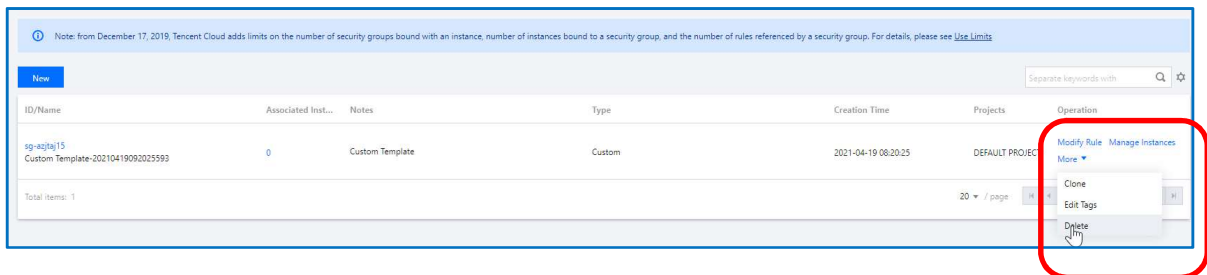 Note: from December 17, 2019, Tencent Cloud adds limits on the number of security groups bound with an instance, number of instances bound to a security group, and the number of rules referenced by a security group. For details, please see Use Limits
New
Separate keywords with
ID/Name Associated Inst... Notes Type Creation Time Projects Operation
sg-azjtaj15 0 Custom Template Custom 2021-04-19 08:20:25 DEFAULT PROJECT Modify Rule Manage Instances
Custom Template-20210419092025593 More
Total items: 1 20 / page
Clone
Edit Tags
Delete